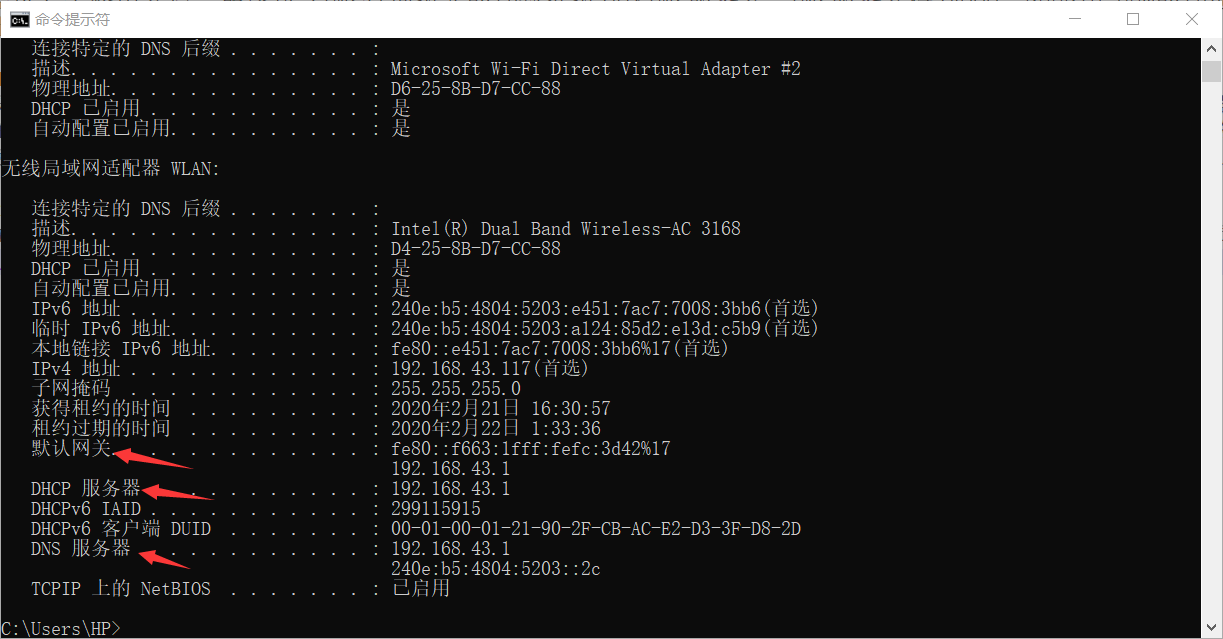 命令提示符
连接特定的 DNS 后缀 . . . . . . . :
描述. . . . . . . . . . . . . . . : Microsoft Wi-Fi Direct Virtual Adapter #2
物理地址. . . . . . . . . . . . . : D6-25-8B-D7-CC-88
DHCP 已启用 . . . . . . . . . . . : 是
自动配置已启用. . . . . . . . . . : 是
无线局域网适配器 WLAN:
连接特定的 DNS 后缀 . . . . . . . :
描述. . . . . . . . . . . . . . . : Intel(R) Dual Band Wireless-AC 3168
物理地址. . . . . . . . . . . . . : D4-25-8B-D7-CC-88
DHCP 已启用 . . . . . . . . . . . : 是
自动配置已启用. . . . . . . . . . : 是
IPv6 地址 . . . . . . . . . . . . : 240e:b5:4804:5203:e451:7ac7:7008:3bb6(首选)
临时 IPv6 地址. . . . . . . . . . : 240e:b5:4804:5203:a124:85d2:e13d:c5b9(首选)
本地链接 IPv6 地址. . . . . . . . : fe80::e451:7ac7:7008:3bb6%17(首选)
IPv4 地址 . . . . . . . . . . . . : 192.168.43.117(首选)
子网掩码 . . . . . . . . . . . . : 255.255.255.0
获得租约的时间 . . . . . . . . . : 2020年2月21日 16:30:57
租约过期的时间 . . . . . . . . . : 2020年2月22日 1:33:36
默认网关. . . . . . . . . . . . . : fe80::f663:1fff:fefc:3d42%17
192.168.43.1
DHCP 服务器 . . . . . . . . . . . : 192.168.43.1
DHCPv6 IAID . . . . . . . . . . . : 299115915
DHCPv6 客户端 DUID . . . . . . . : 00-01-00-01-21-90-2F-CB-AC-E2-D3-3F-D8-2D
DNS 服务器 . . . . . . . . . . . : 192.168.43.1
240e:b5:4804:5203::2c
TCPIP 上的 NetBIOS . . . . . . . : 已启用
C:\Users\HP>